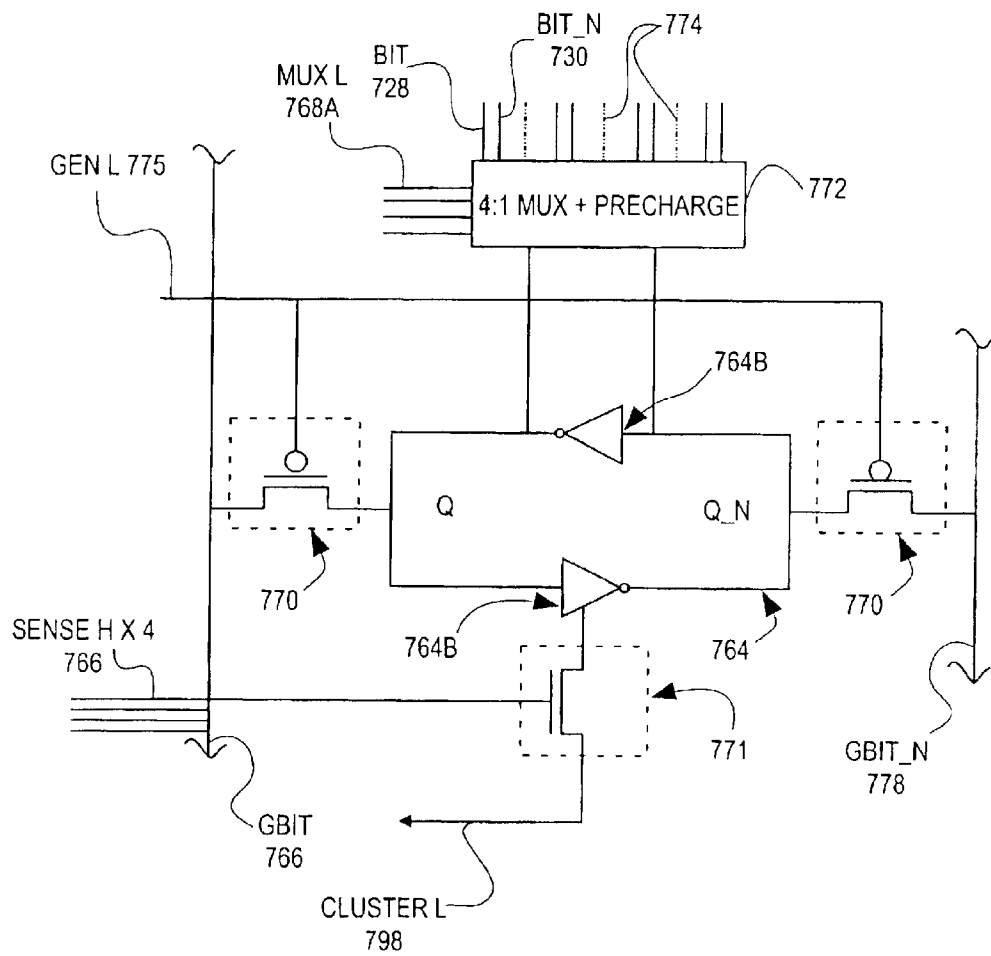 BIT_N
730
774
BIT
728
MUX L
768A
GEN L 775
4:1 MUX + PRECHARGE
772
764B
Q
Q_N
770
770
764B
764
SENSE H X 4
766
771
GBIT_N
778
GBIT
766
CLUSTER L
798